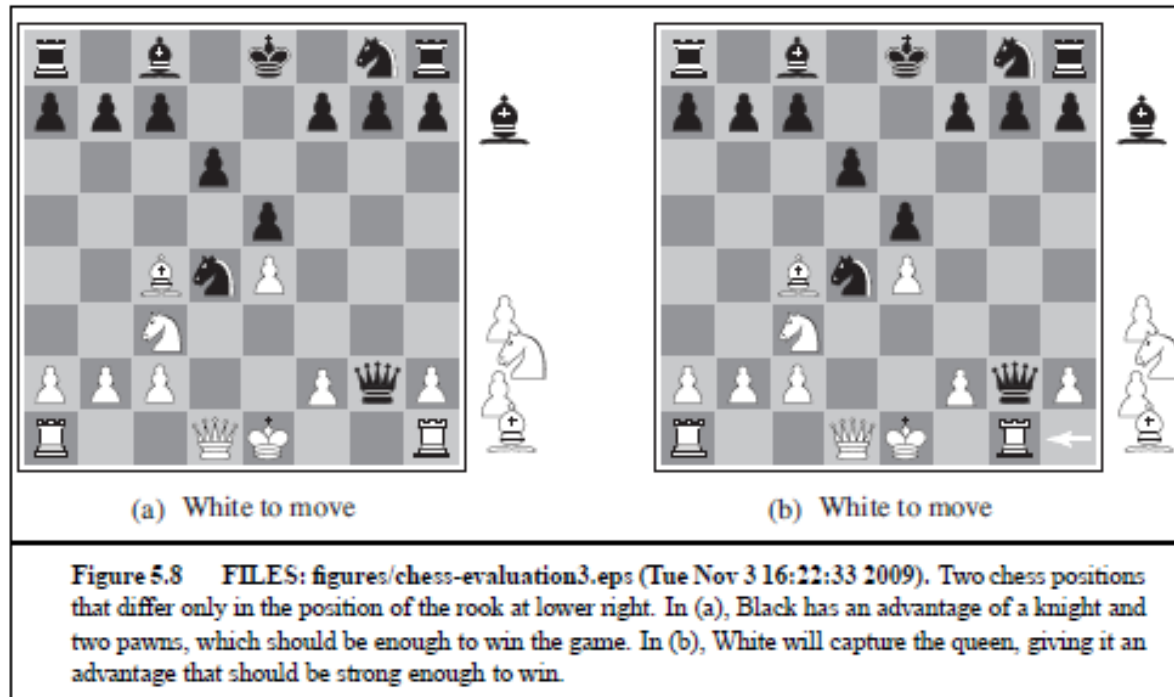 (a) White to move
(b) White to move
Figure 5.8 FILES: figures/chess-evaluation3.eps (Tue Nov 3 16:22:33 2009). Two chess positions
that differ only in the position of the rook at lower right. In (a), Black has an advantage of a knight and
two pawns, which should be enough to win the game. In (b), White will capture the queen, giving it an
advantage that should be strong enough to win.